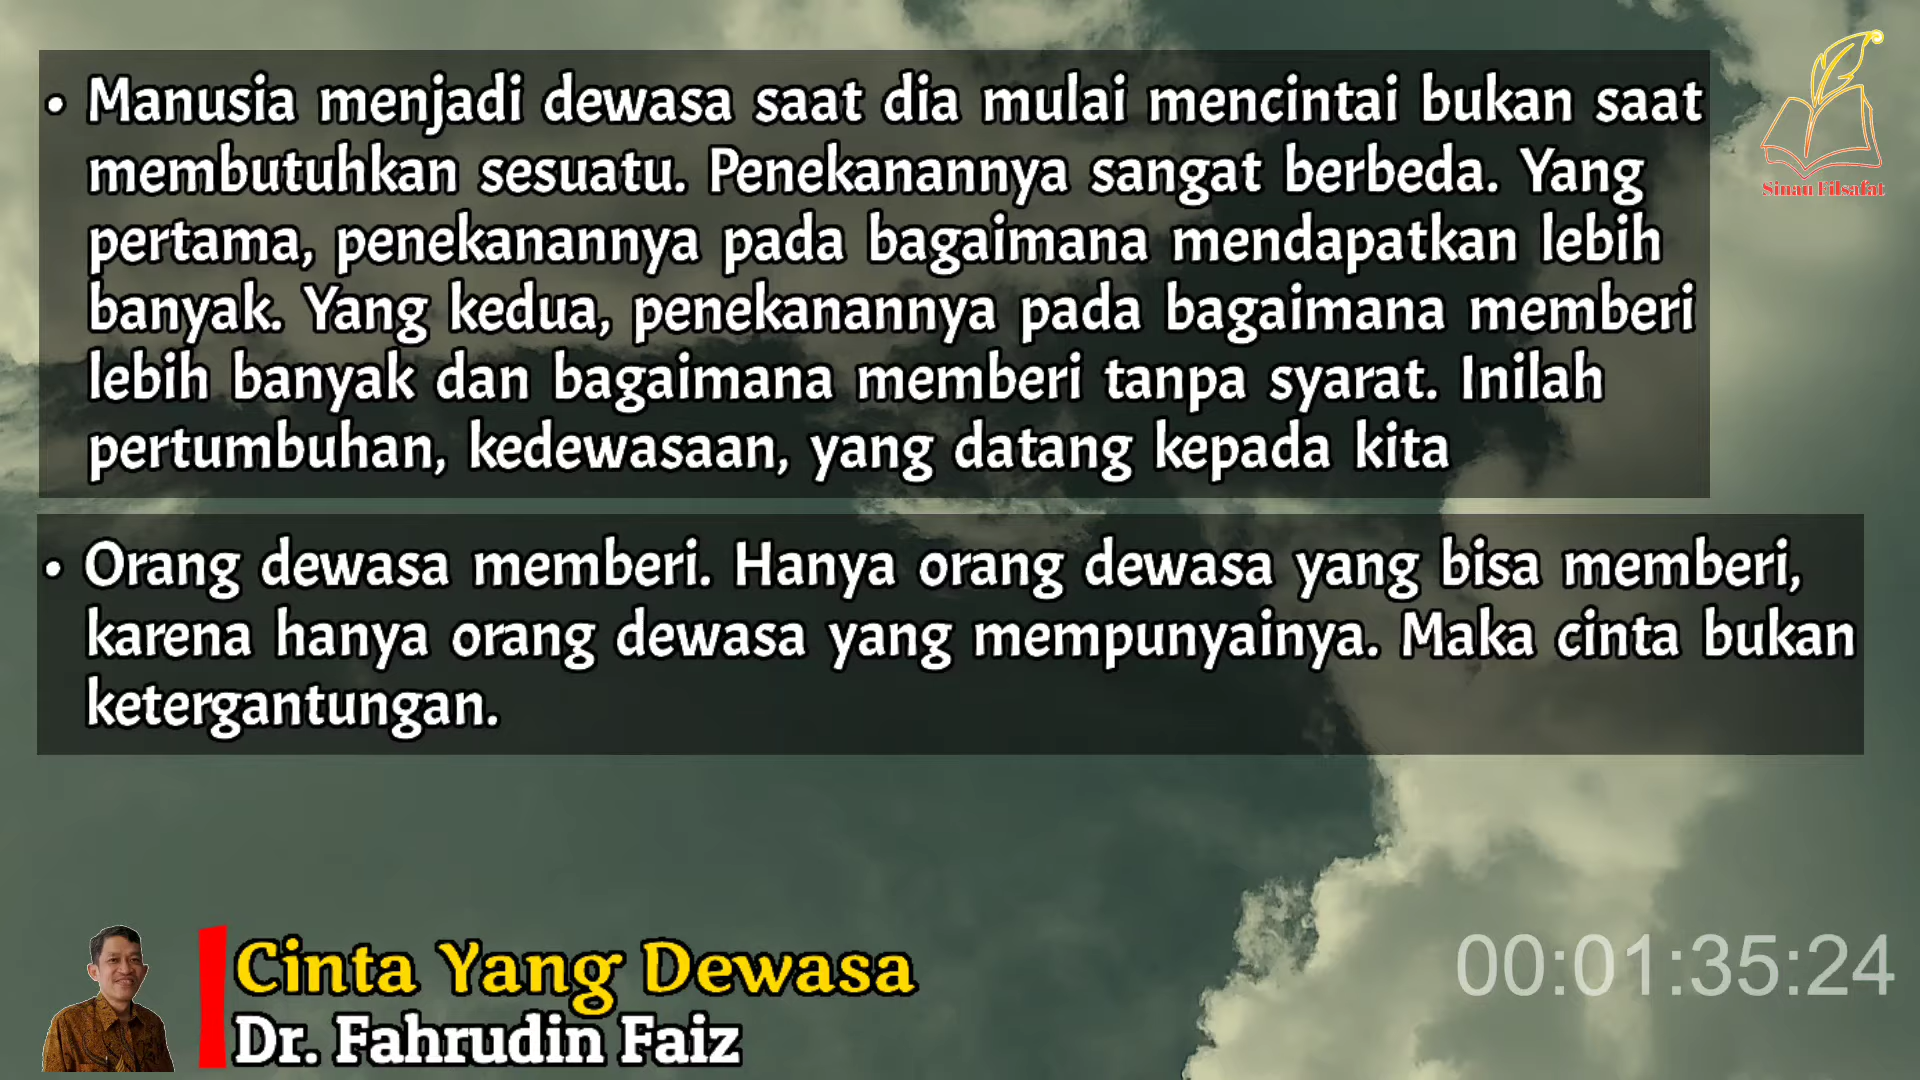 • Manusia menjadi dewasa saat dia mulai mencintai bukan saat
membutuhkan sesuatu. Penekanannya sangat berbeda. Yang
pertama, penekanannya pada bagaimana mendapatkan lebih
banyak. Yang kedua, penekanannya pada bagaimana memberi
lebih banyak dan bagaimana memberi tanpa syarat. Inilah
pertumbuhan, kedewasaan, yang datang kepada kita
Sinau Filsafat
• Orang dewasa memberi. Hanya orang dewasa yang bisa memberi,
karena hanya orang dewasa yang mempunyainya. Maka cinta bukan
ketergantungan.
Cinta Yang Dewasa
Dr. Fahrudin Faiz
00:01:35:24